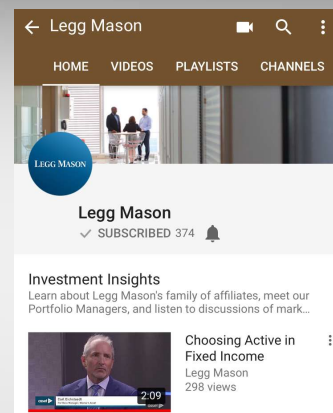 Legg Mason
HOME VIDEOS PLAYLISTS CHANNELS
LEGG MASON
Legg Mason
SUBSCRIBED 374
Investment Insights
Learn about Legg Mason's family of affiliates, meet our
Portfolio Managers, and listen to discussions of mark...
Choosing Active in
Fixed Income
Legg Mason
298 views
2:09